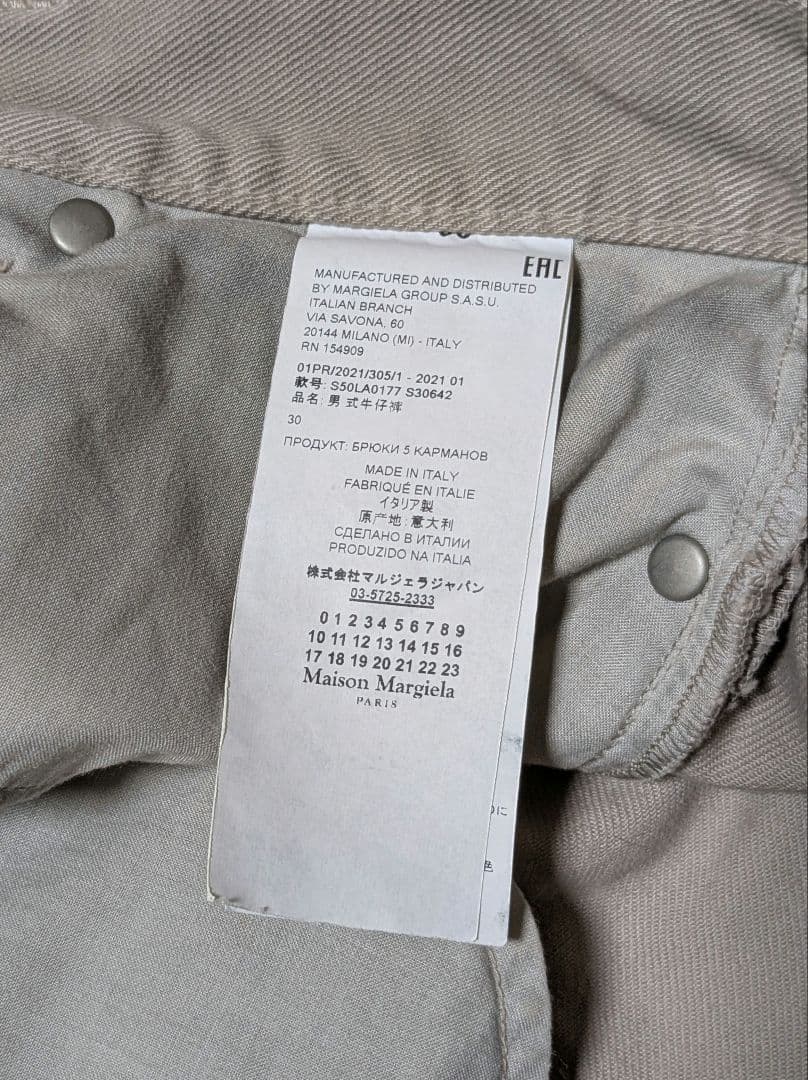 EAC
MANUFACTURED AND DISTRIBUTED
BY MARGIELA GROUP S.A.S.U.
ITALIAN BRANCH
VIA SAVONA, 60
20144 MILANO (MI) - ITALY
RN 154909
01PR/2021/305/1 - 2021 01
款号: S50LA0177 S30642
品名: 男式牛仔裤
30
ПРОДУКТ: БРЮКИ 5 КАРМАНОВ
MADE IN ITALY
FABRIQUÉ EN ITALIE
イタリア製
原产地: 意大利
СДЕЛАНО В ИТАЛИИ
PRODUZIDO NA ITALIA
株式会社マルジェラジャパン
03-5725-2333
0 1 2 3 4 5 6 7 8 9
10 11 12 13 14 15 16
17 18 19 20 21 22 23
Maison Margiela
PARIS
に
色